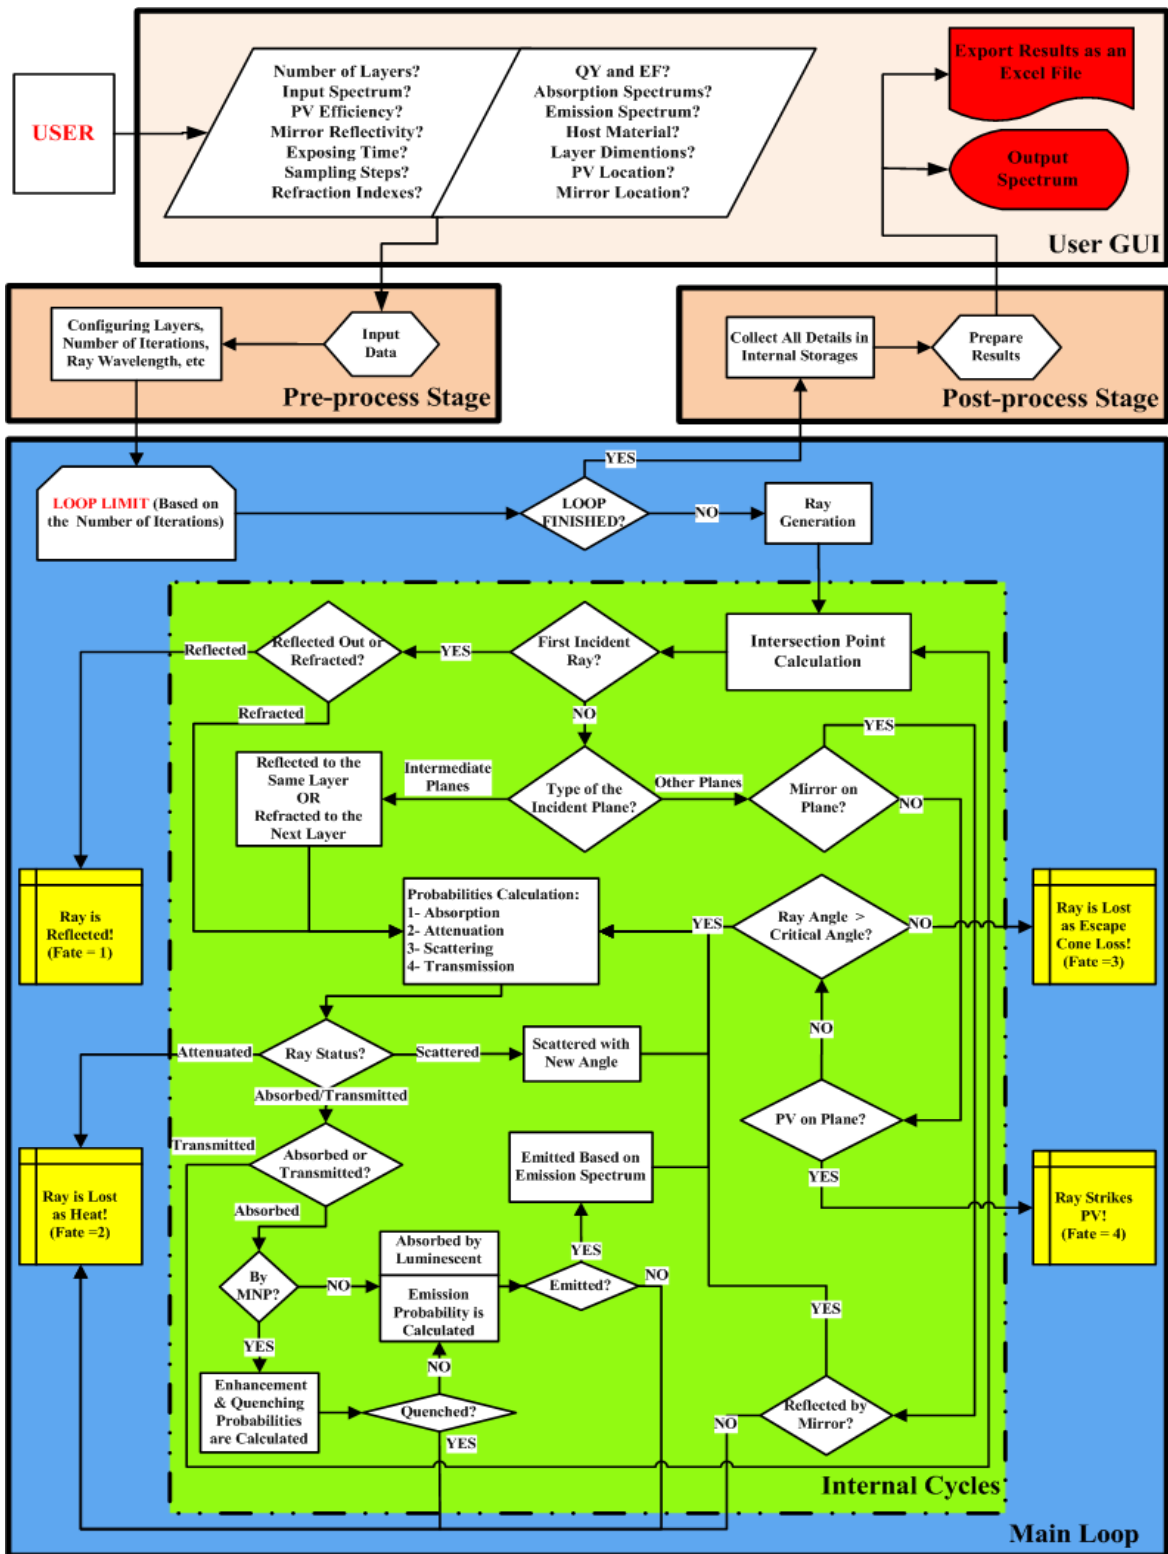 USER
Number of Layers?
Input Spectrum?
PV Efficiency?
Mirror Reflectivity?
Exposing Time?
Sampling Steps?
Refraction Indexes?
QY and EF?
Absorption Spectrums?
Emission Spectrum?
Host Material?
Layer Dimentions?
PV Location?
Mirror Location?
Export Results as an
Excel File
Output
Spectrum
User GUI
Configuring Layers,
Number of Iterations,
Ray Wavelength, etc
Input
Data
Pre-process Stage
Collect All Details in
Internal Storages
Prepare
Results
Post-process Stage
LOOP LIMIT (Based on
the Number of Iterations)
YES
LOOP
FINISHED?
NO
Ray
Generation
Reflected
Reflected Out or
Refracted?
YES
First Incident
Ray?
Intersection Point
Calculation
Refracted
NO
YES
Reflected to the
Same Layer
OR
Refracted to the
Next Layer
Intermediate
Planes
Type of the
Incident Plane?
Other Planes
Mirror on
Plane?
NO
Ray is
Reflected!
(Fate = 1)
Probabilities Calculation:
1- Absorption
2- Attenuation
3- Scattering
4- Transmission
YES
Ray Angle >
Critical Angle?
NO
Ray is Lost
as Escape
Cone Loss!
(Fate =3)
NO
Attenuated
Ray Status?
Scattered
Scattered with
New Angle
Absorbed/Transmitted
PV on Plane?
Transmitted
Absorbed or
Transmitted?
Emitted Based on
Emission Spectrum
YES
Ray is Lost
as Heat!
(Fate =2)
Ray Strikes
PV!
(Fate = 4)
Absorbed
By
MNP?
NO
Absorbed by
Luminescent
Emission
Probability is
Calculated
YES
Emitted?
NO
YES
YES
NO
Enhancement
& Quenching
Probabilities
are Calculated
Quenched?
YES
NO
Reflected by
Mirror?
Internal Cycles
Main Loop